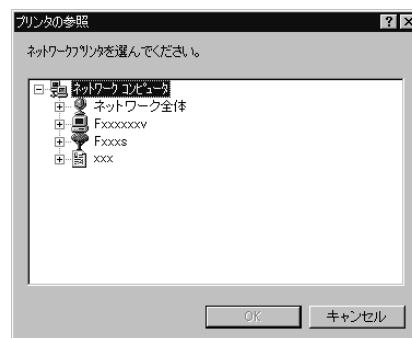 プリンタの参照
ネットワークプリンタを選んでください。
ネットワーク コンピュータ
ネットワーク全体
Fxxxxxxv
Fxxxs
xxx
OK
キャンセル